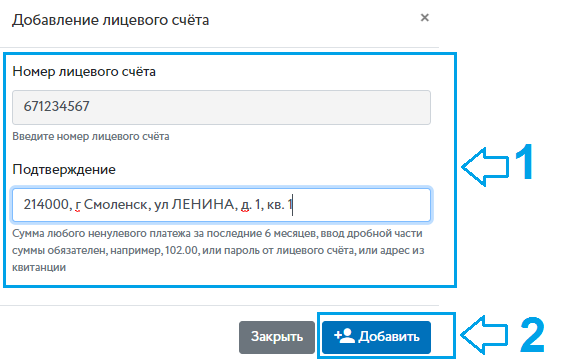 Добавление лицевого счёта ×
Номер лицевого счёта
671234567
Введите номер лицевого счёта
1
Подтверждение
214000, г Смоленск, ул ЛЕНИНА, д. 1, кв. 1
Сумма любого ненулевого платежа за последние 6 месяцев, ввод дробной части
суммы обязателен, например, 102.00, или пароль от лицевого счёта, или адрес из
квитанции
Закрыть Добавить 2